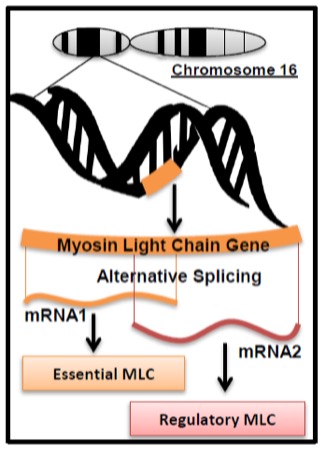 Chromosome 16
Myosin Light Chain Gene
Alternative Splicing
mRNA1
mRNA2
Essential MLC
Regulatory MLC